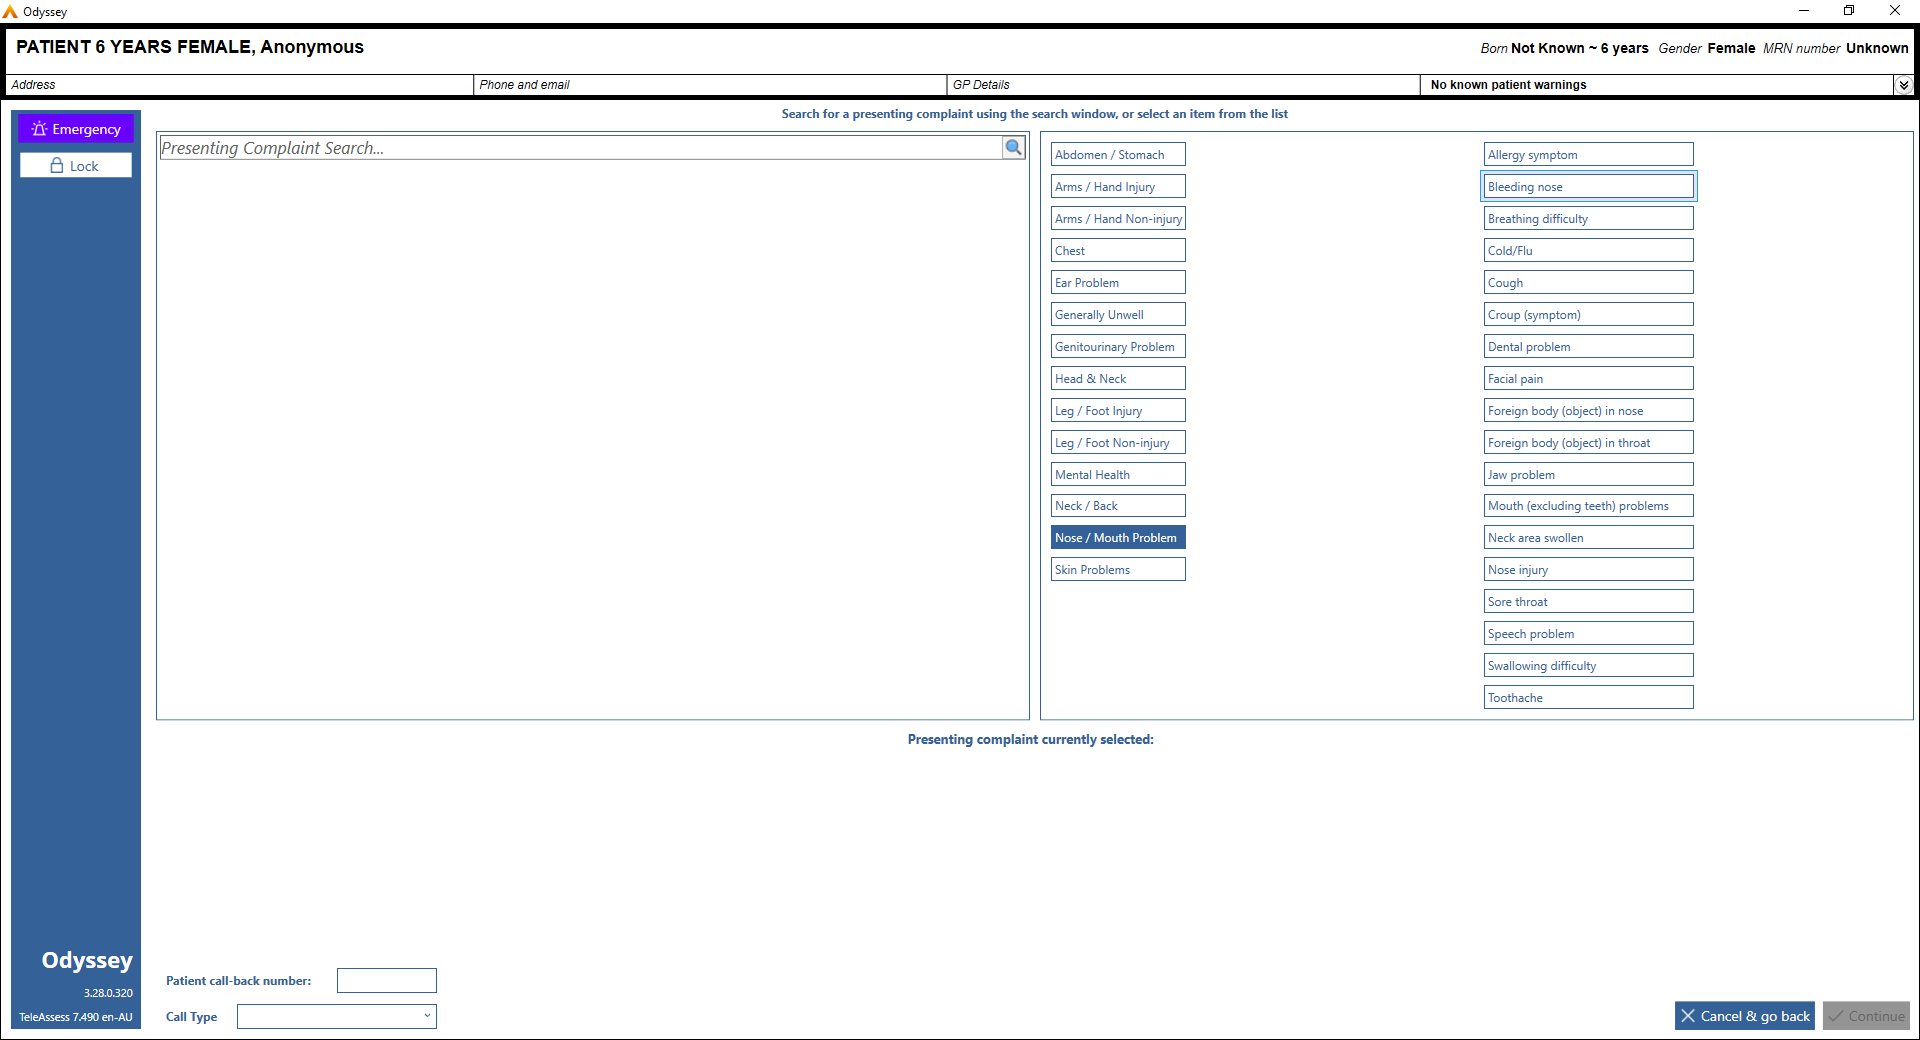 Odyssey
PATIENT 6 YEARS FEMALE, Anonymous
Born Not Known ~ 6 years Gender Female MRN number Unknown
Address
Phone and email
GP Details
No known patient warnings
Emergency
Lock
Search for a presenting complaint using the search window, or select an item from the list
Presenting Complaint Search...
Abdomen / Stomach
Arms / Hand Injury
Arms / Hand Non-injury
Chest
Ear Problem
Generally Unwell
Genitourinary Problem
Head & Neck
Leg / Foot Injury
Leg / Foot Non-injury
Mental Health
Neck / Back
Nose / Mouth Problem
Skin Problems
Allergy symptom
Bleeding nose
Breathing difficulty
Cold/Flu
Cough
Croup (symptom)
Dental problem
Facial pain
Foreign body (object) in nose
Foreign body (object) in throat
Jaw problem
Mouth (excluding teeth) problems
Neck area swollen
Nose injury
Sore throat
Speech problem
Swallowing difficulty
Toothache
Presenting complaint currently selected:
Odyssey
3.28.0.320
TeleAssess 7.490 en-AU
Patient call-back number:
Call Type
Cancel & go back
Continue